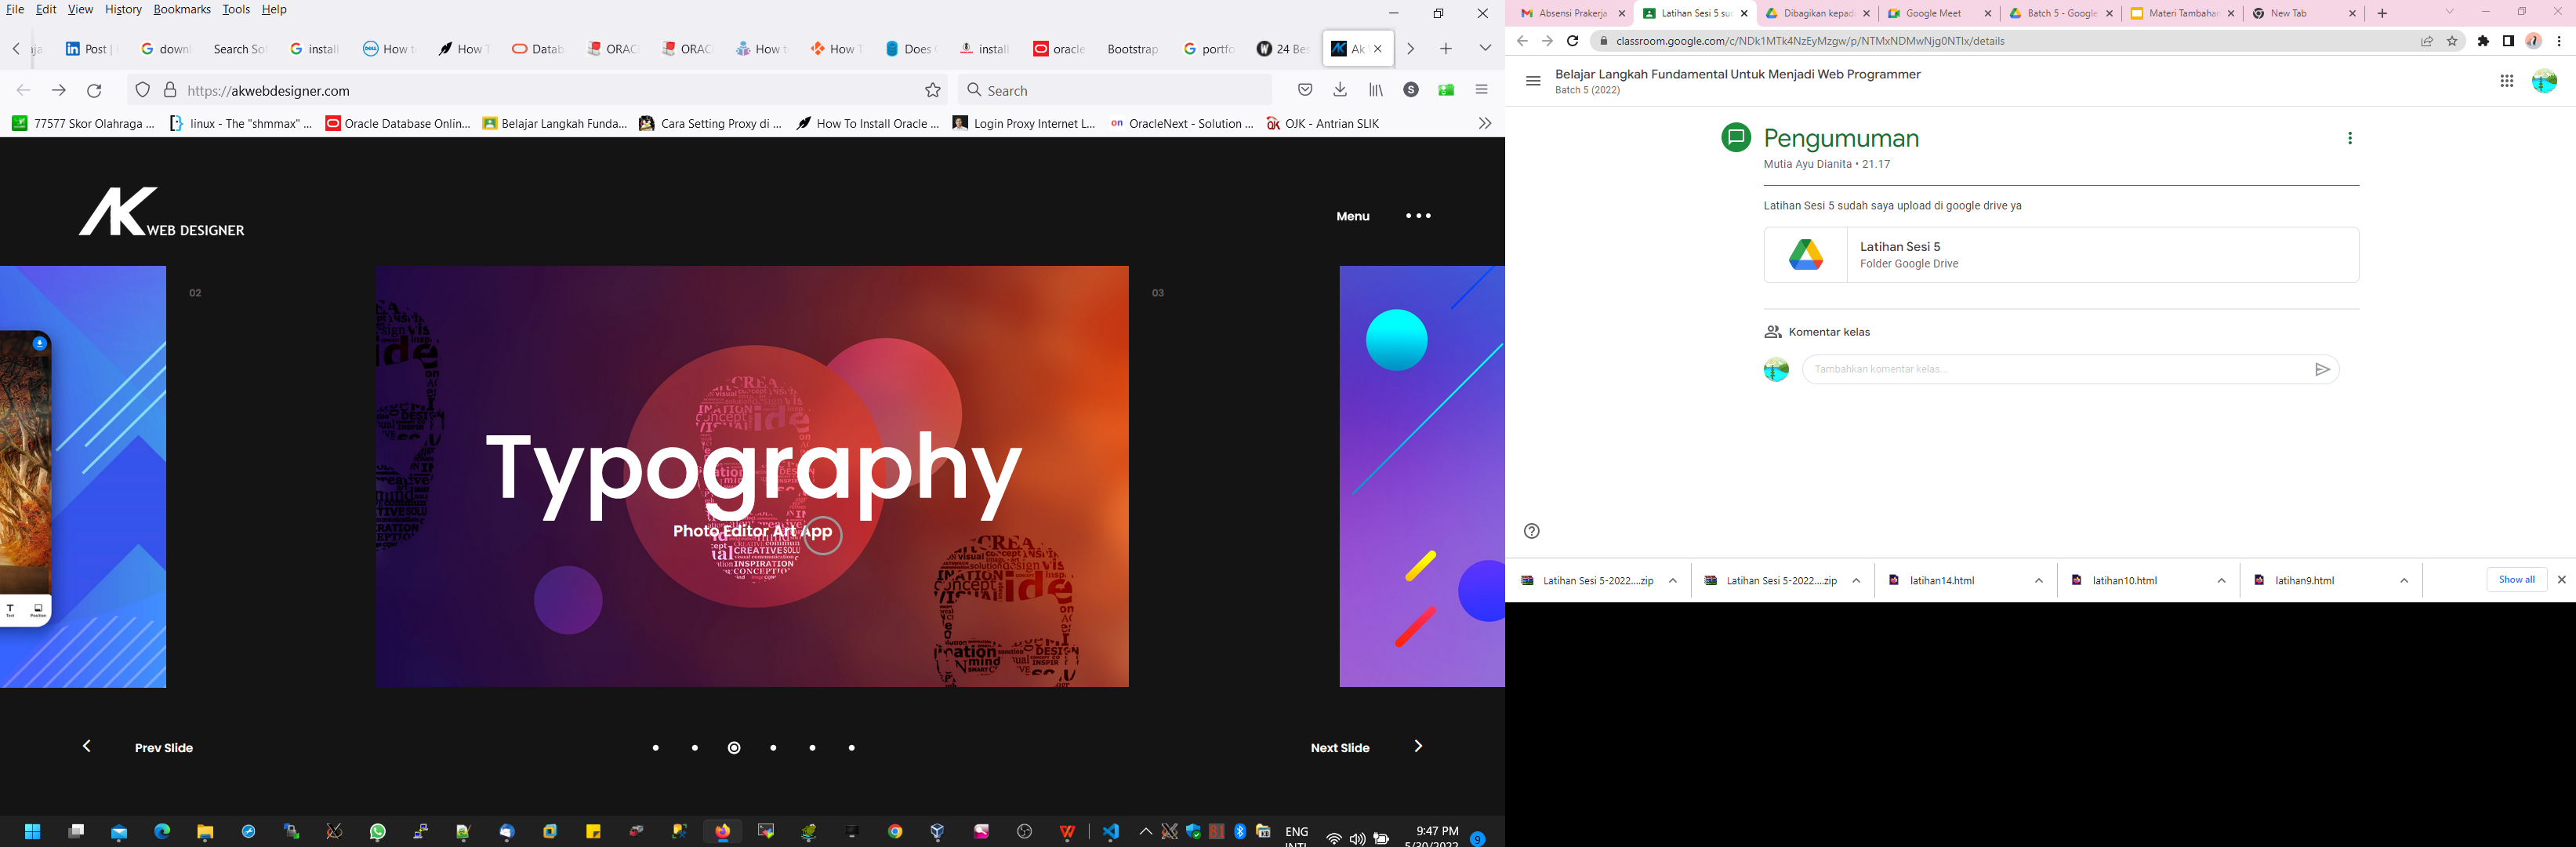 File Edit View History Bookmarks Tools Help
Post
downl
Search Sof
install
How t
How T
Datab
ORAC
ORAC
How t
How T
Does
install
oracle
Bootstrap
portfo
24 Bes
Ak
https://akwebdesigner.com
Search
77577 Skor Olahraga ...
linux - The "shmmax" ...
Oracle Database Onlin...
Belajar Langkah Funda...
Cara Setting Proxy di ...
How To Install Oracle ...
Login Proxy Internet L...
OracleNext - Solution ...
OJK - Antrian SLIK
AK WEB DESIGNER
Menu
02
03
Typography
Photo Editor Art App
Text
Position
Prev Slide
Next Slide
ENG
INTL
9:47 PM
5/30/2022
9
Absensi Prakerja
Latihan Sesi 5 sud
Dibagikan kepada
Google Meet
Batch 5 - Google
Materi Tambahan
New Tab
classroom.google.com/c/NDk1MTk4NzEyMzgw/p/NTMxNDMwNjg0NTIx/details
Belajar Langkah Fundamental Untuk Menjadi Web Programmer
Batch 5 (2022)
Pengumuman
Mutia Ayu Dianita • 21.17
Latihan Sesi 5 sudah saya upload di google drive ya
Latihan Sesi 5
Folder Google Drive
Komentar kelas
Tambahkan komentar kelas...
Latihan Sesi 5-2022....zip
Latihan Sesi 5-2022....zip
latihan14.html
latihan10.html
latihan9.html
Show all